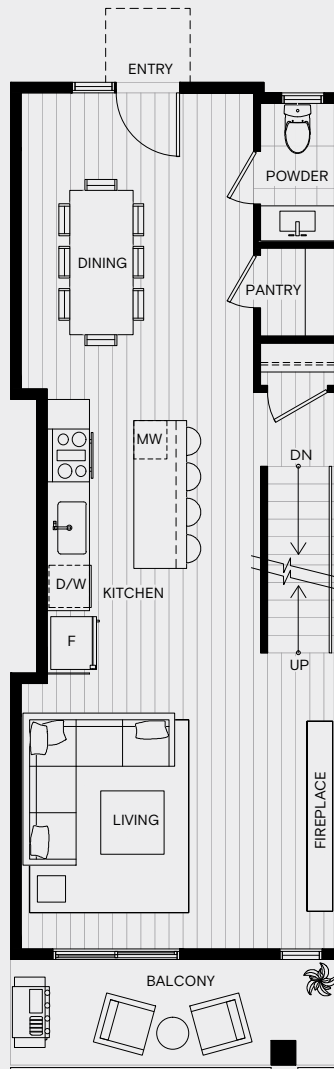 ENTRY
POWDER
DINING
PANTRY
MW
DN
D/W
KITCHEN
F
UP
LIVING
FIREPLACE
BALCONY